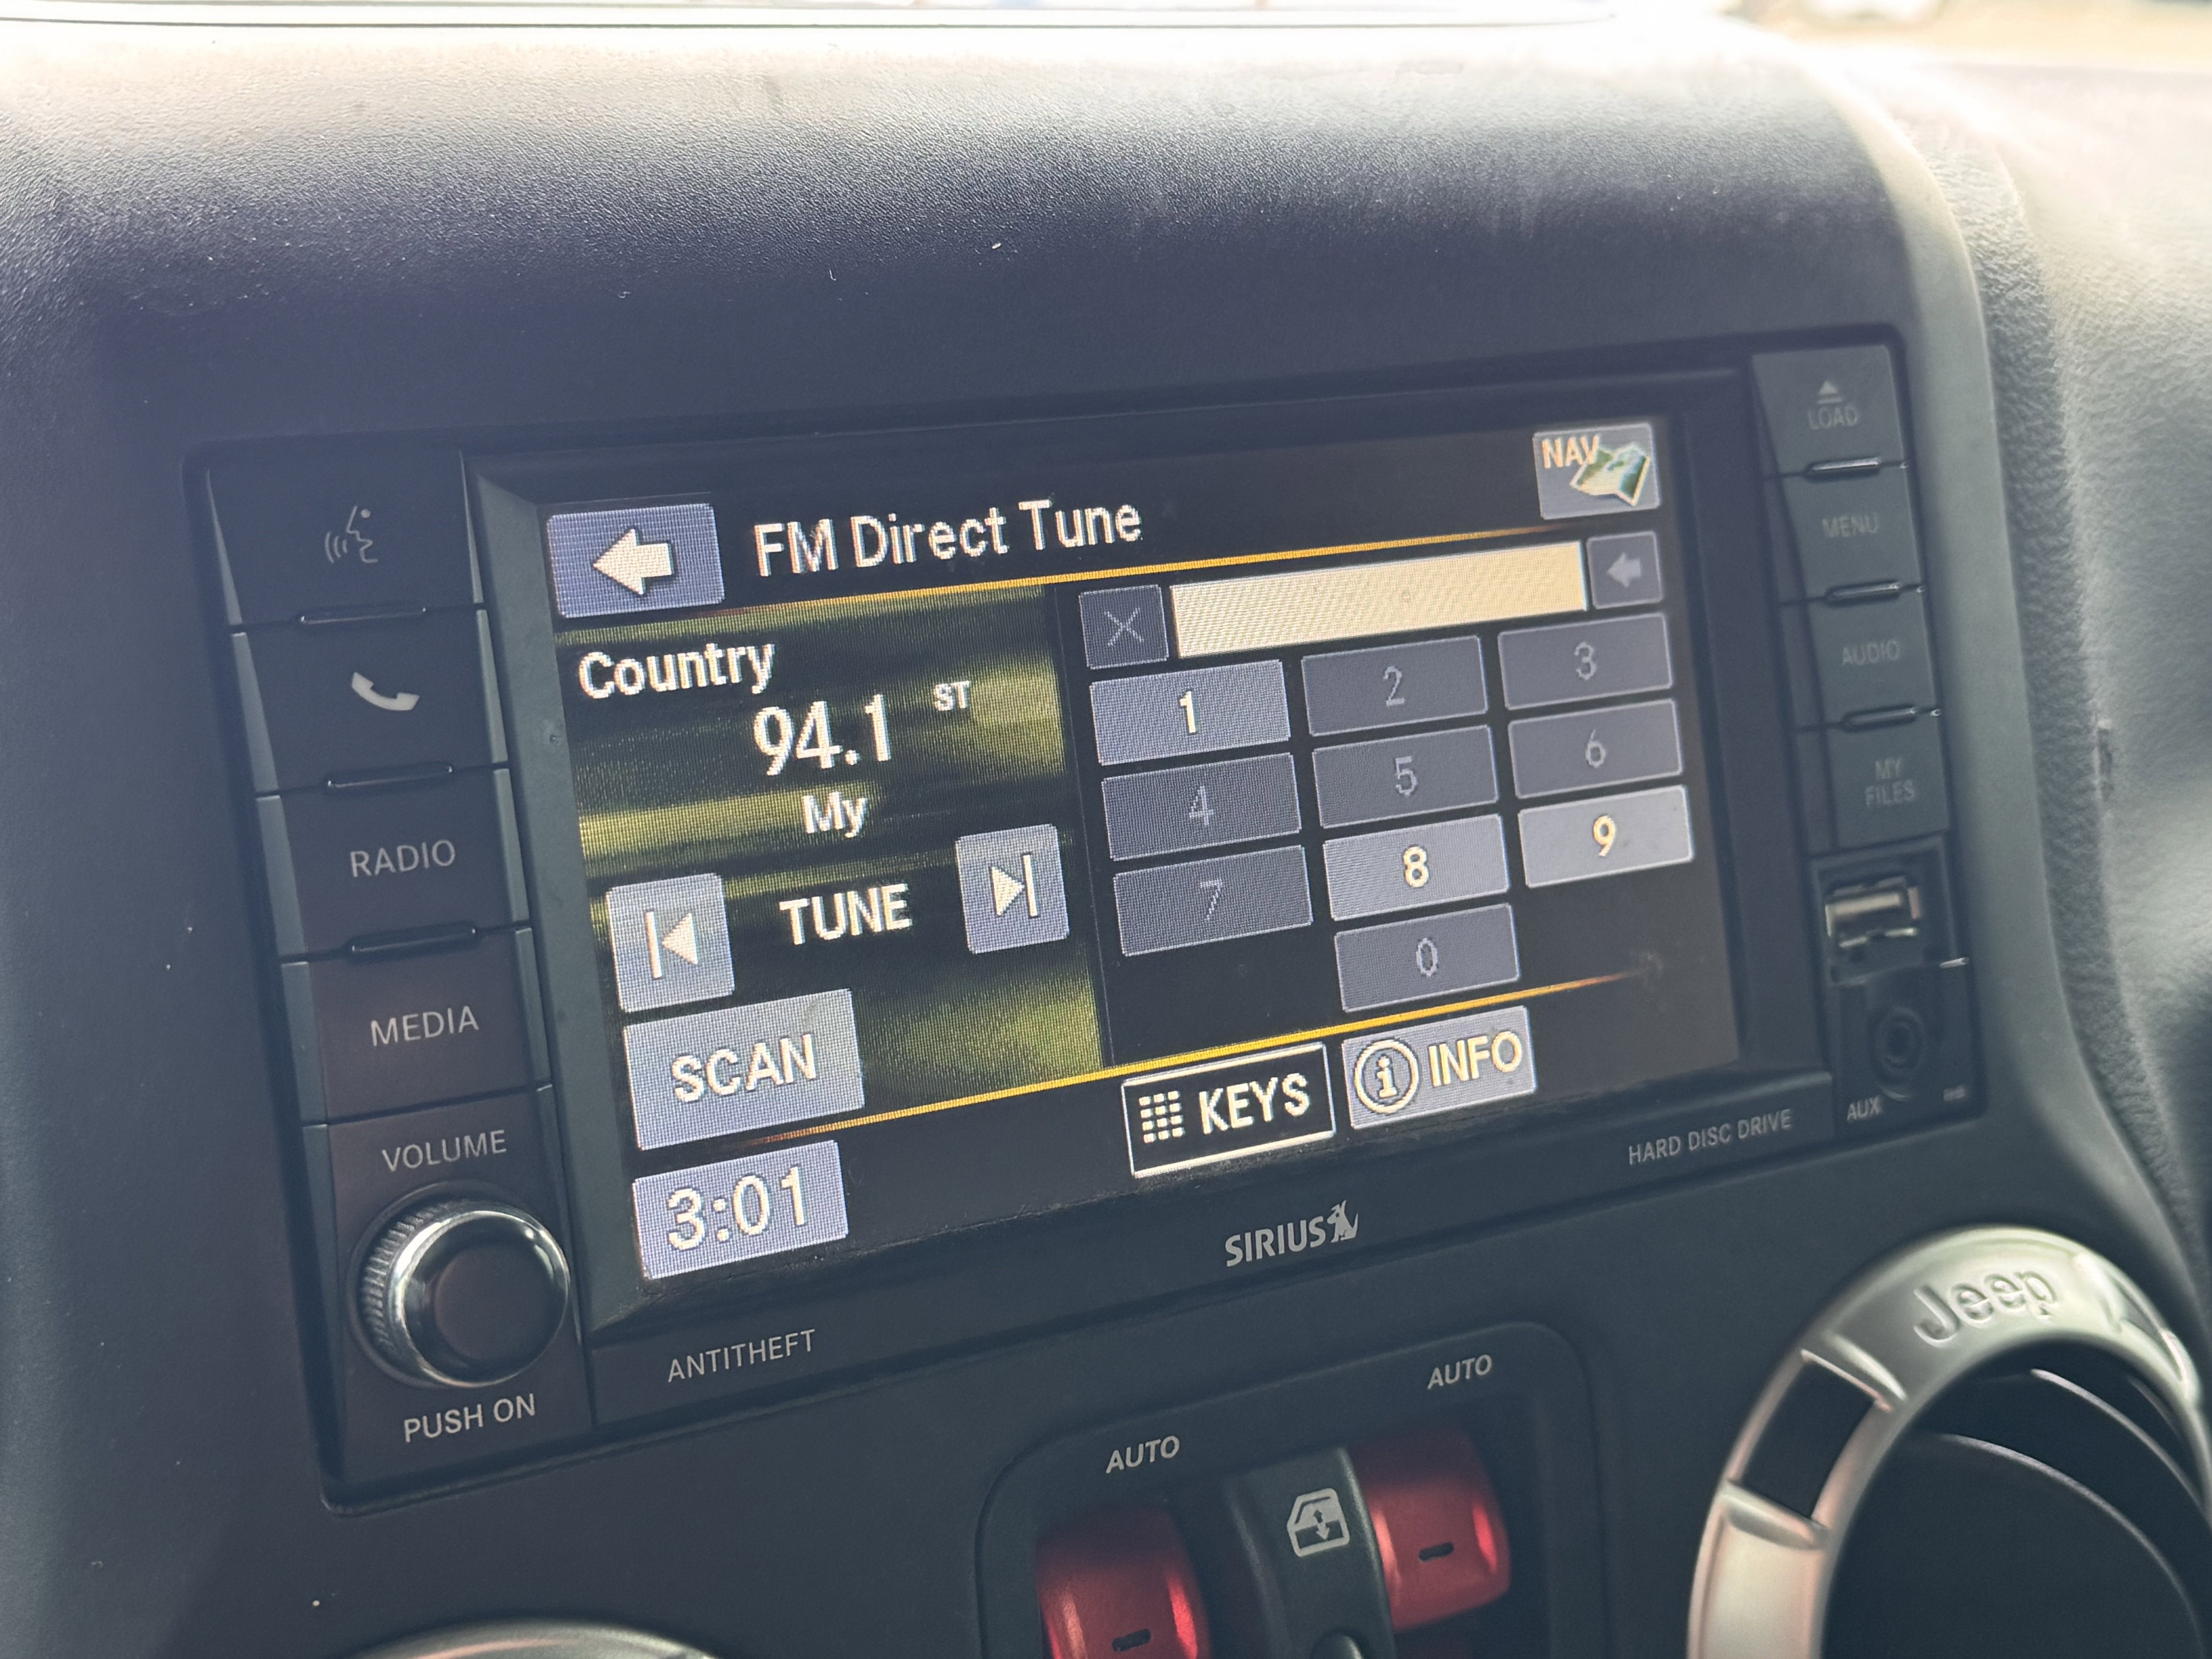 FM Direct Tune
NAV
Country
94.1 ST
My
TUNE
SCAN
3:01
1 2 3
4 5 6
7 8 9
0
KEYS
i INFO
RADIO
MEDIA
VOLUME
PUSH ON
LOAD
MENU
AUDIO
MY
FILES
AUX
HARD DISC DRIVE
SIRIUS
ANTITHEFT
AUTO
AUTO
Jeep